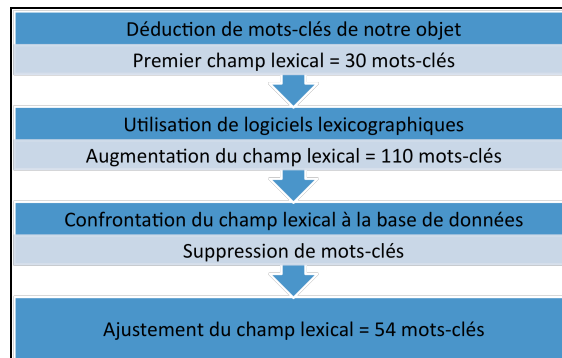 Déduction de mots-clés de notre objet
Premier champ lexical = 30 mots-clés
Utilisation de logiciels lexicographiques
Augmentation du champ lexical = 110 mots-clés
Confrontation du champ lexical à la base de données
Suppression de mots-clés
Ajustement du champ lexical = 54 mots-clés